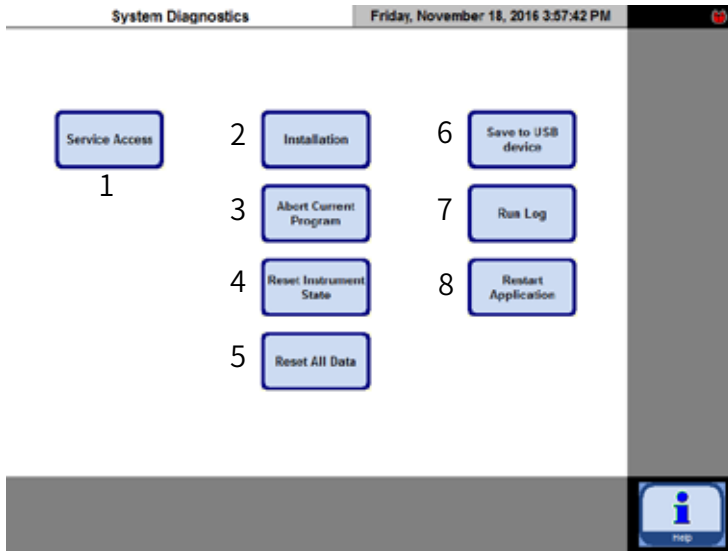 System Diagnostics
Friday, November 18, 2016 3:57:42 PM
Service Access
1
2
Installation
3
Abort Current
Program
4
Reset Instrument
State
5
Reset All Data
6
Save to USB
device
7
Run Log
8
Restart
Application
i
Help